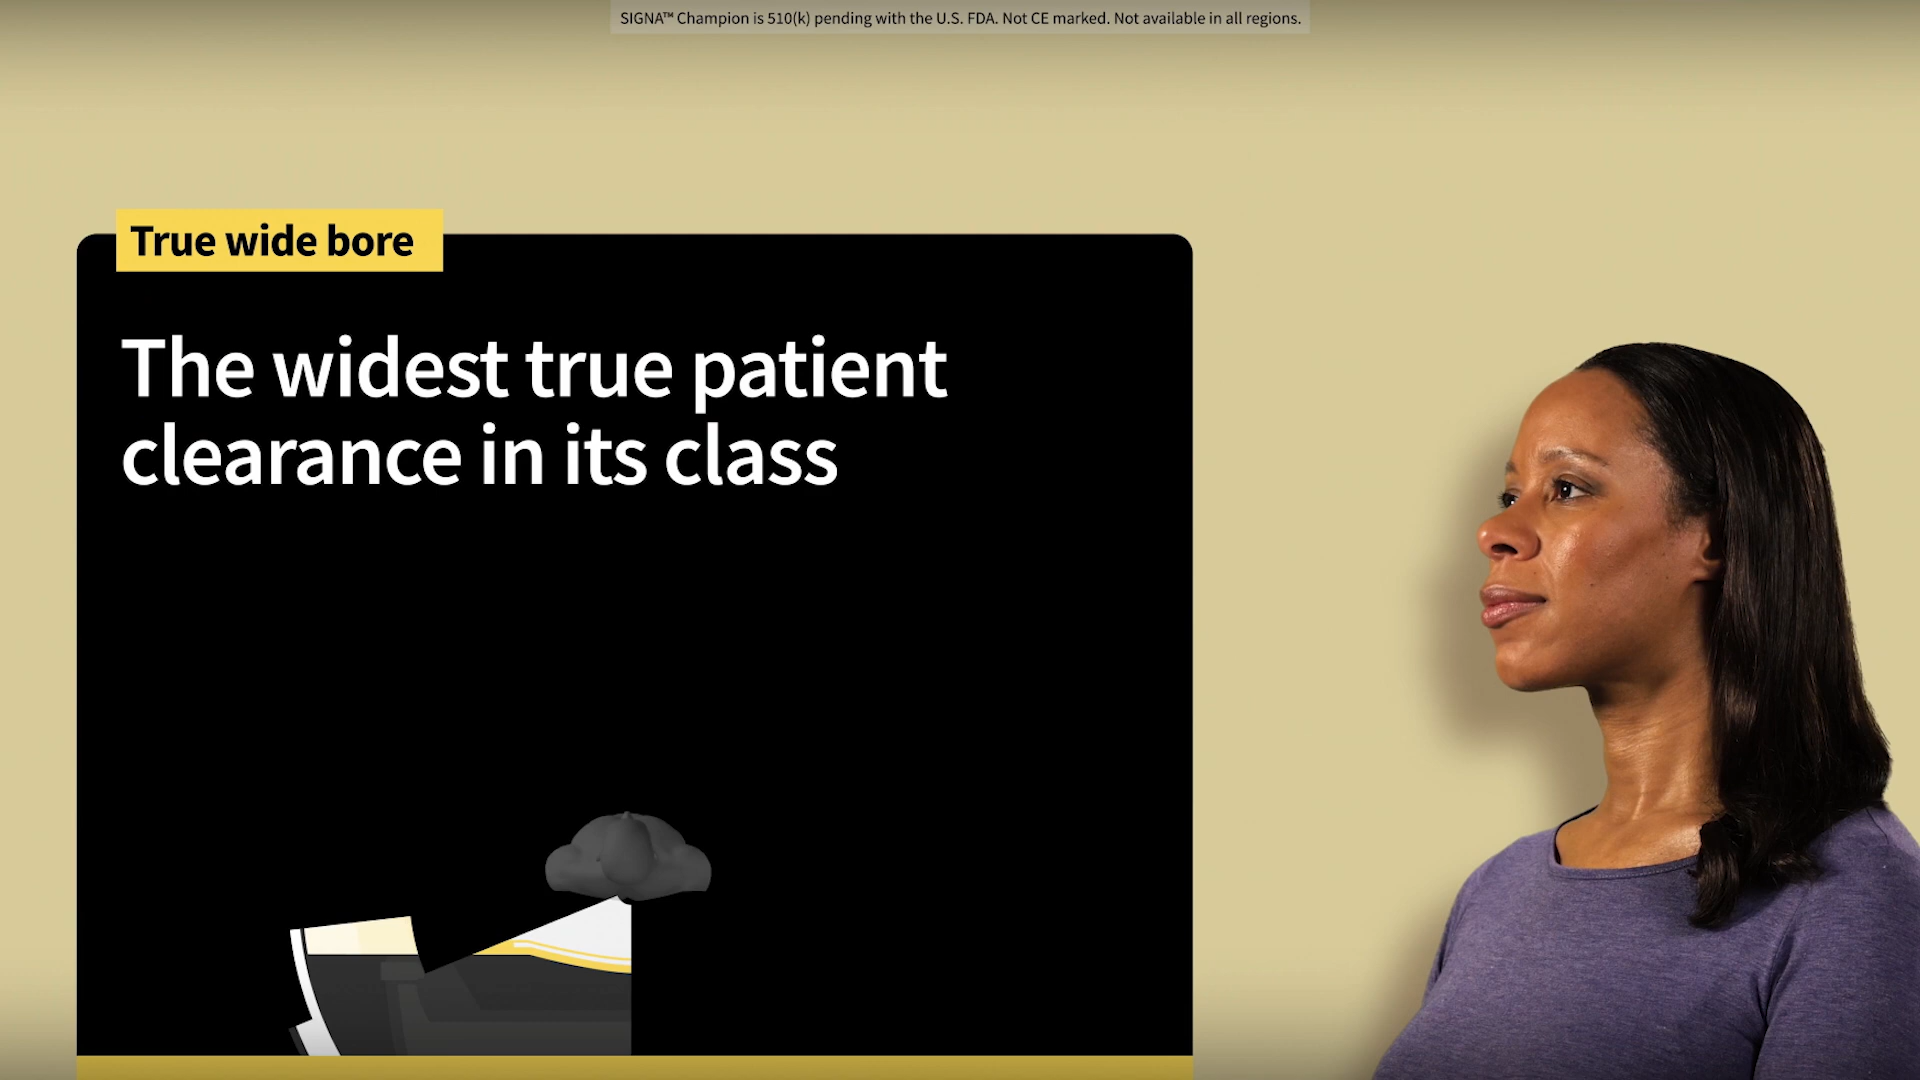 SIGNA™ Champion is 510(k) pending with the U.S. FDA. Not CE marked. Not available in all regions.
True wide bore
The widest true patient
clearance in its class